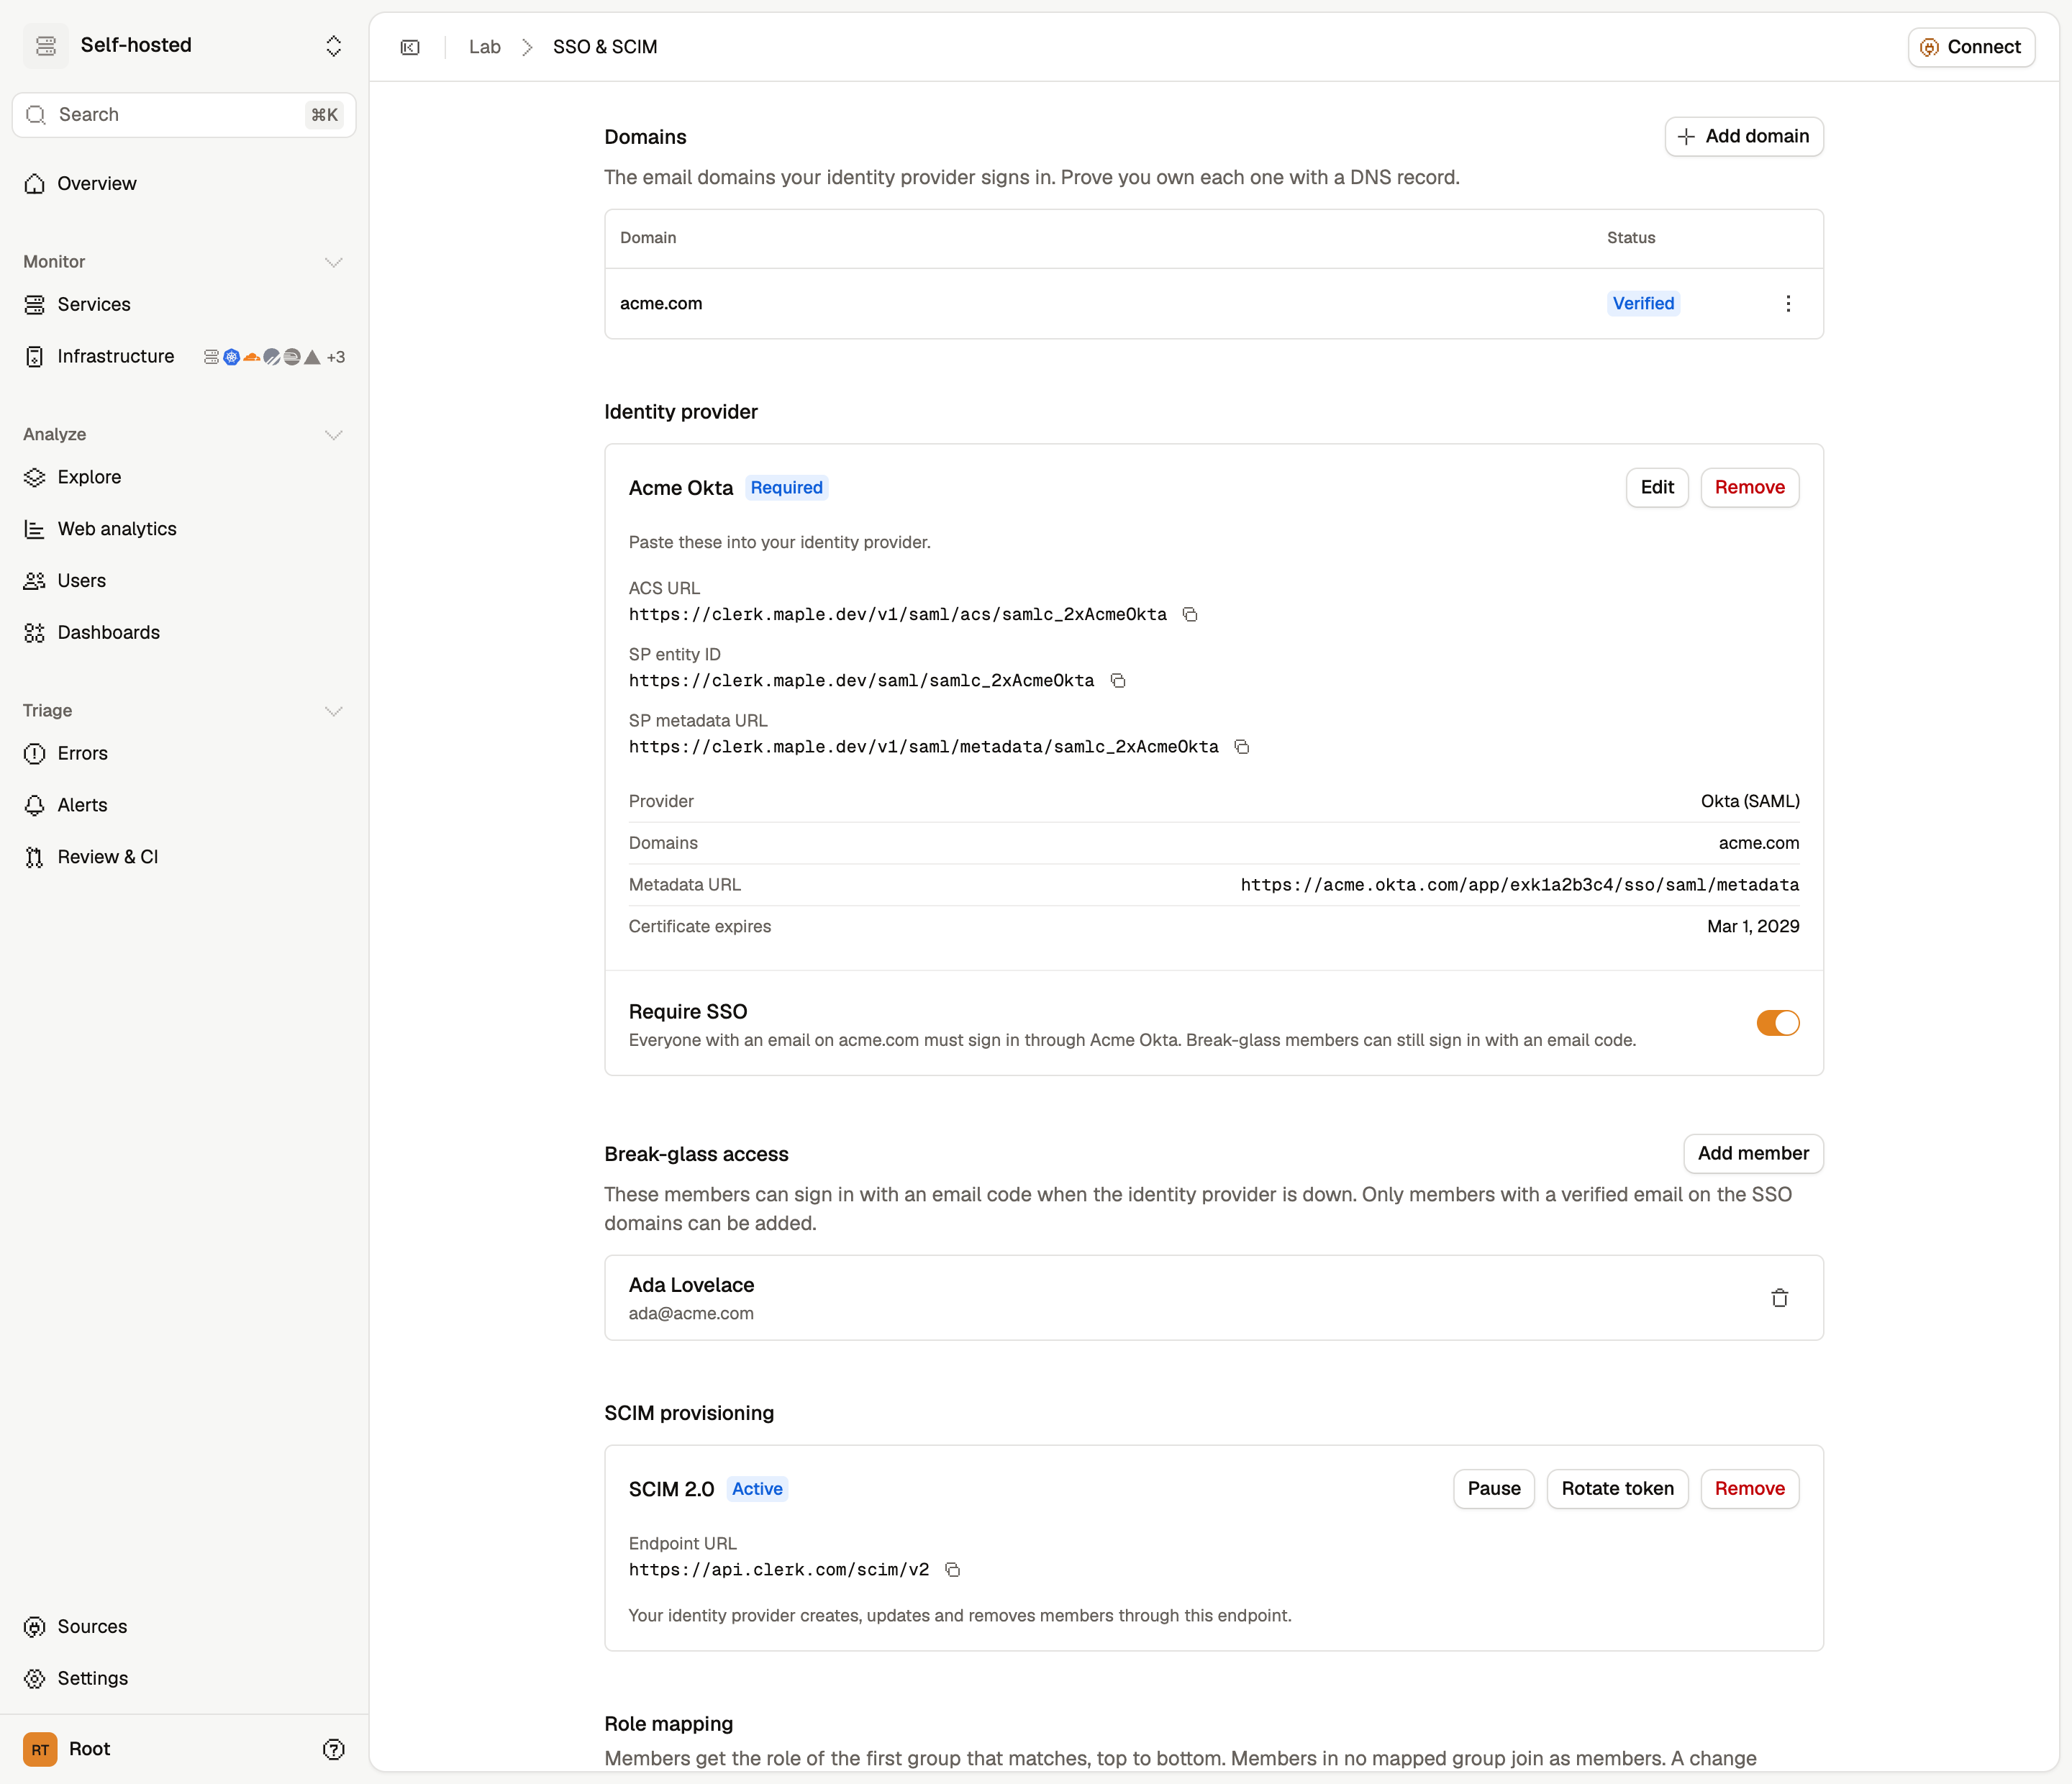 Self-hosted
Search ⌘K
Overview
Monitor
Services
Infrastructure +3
Analyze
Explore
Web analytics
Users
Dashboards
Triage
Errors
Alerts
Review & CI
Sources
Settings
RT Root
Lab SSO & SCIM
Connect
Domains
Add domain
The email domains your identity provider signs in. Prove you own each one with a DNS record.
Domain Status
acme.com Verified
Identity provider
Acme Okta Required
Edit Remove
Paste these into your identity provider.
ACS URL
https://clerk.maple.dev/v1/saml/acs/samlc_2xAcmeOkta
SP entity ID
https://clerk.maple.dev/saml/samlc_2xAcmeOkta
SP metadata URL
https://clerk.maple.dev/v1/saml/metadata/samlc_2xAcmeOkta
Provider Okta (SAML)
Domains acme.com
Metadata URL https://acme.okta.com/app/exk1a2b3c4/sso/saml/metadata
Certificate expires Mar 1, 2029
Require SSO
Everyone with an email on acme.com must sign in through Acme Okta. Break-glass members can still sign in with an email code.
Break-glass access
Add member
These members can sign in with an email code when the identity provider is down. Only members with a verified email on the SSO
domains can be added.
Ada Lovelace
ada@acme.com
SCIM provisioning
SCIM 2.0 Active
Pause Rotate token Remove
Endpoint URL
https://api.clerk.com/scim/v2
Your identity provider creates, updates and removes members through this endpoint.
Role mapping
Members get the role of the first group that matches, top to bottom. Members in no mapped group join as members. A change